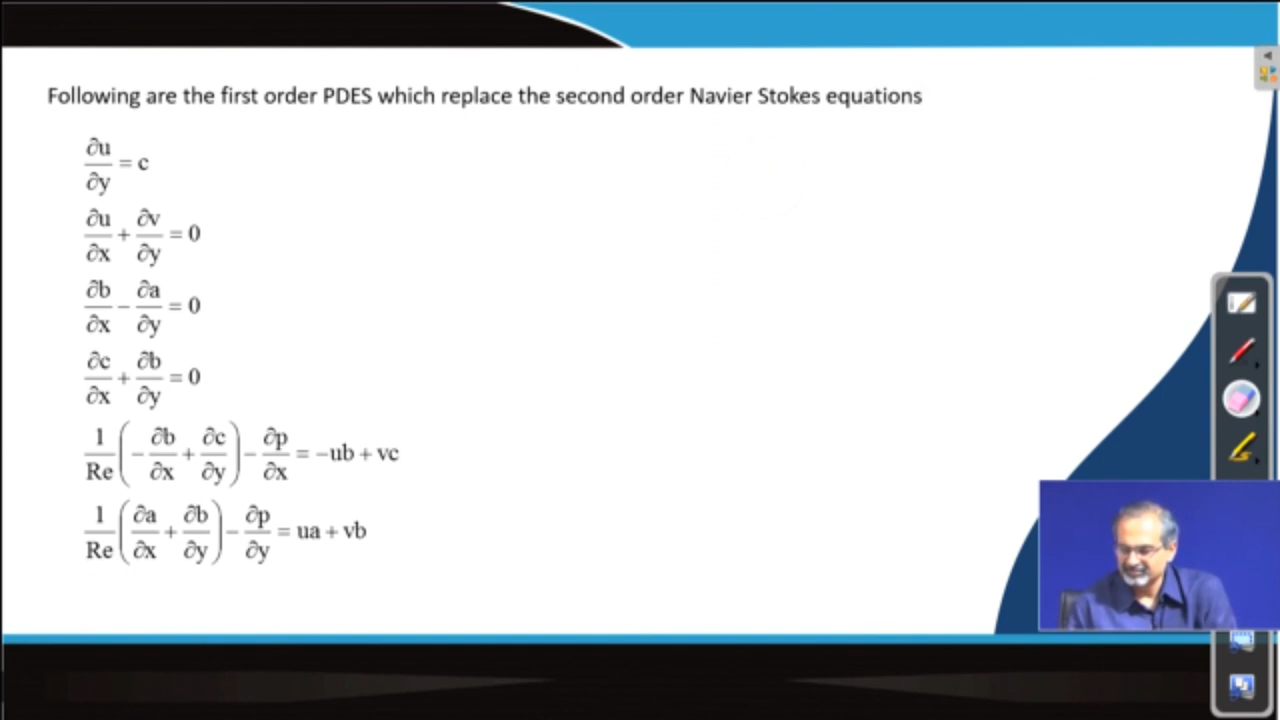 Following are the first order PDES which replace the second order Navier Stokes equations
∂u/∂y = c
∂u/∂x + ∂v/∂y = 0
∂b/∂x − ∂a/∂y = 0
∂c/∂x + ∂b/∂y = 0
1/Re (− ∂b/∂x + ∂c/∂y) − ∂p/∂x = −ub + vc
1/Re (∂a/∂x + ∂b/∂y) − ∂p/∂y = ua + vb